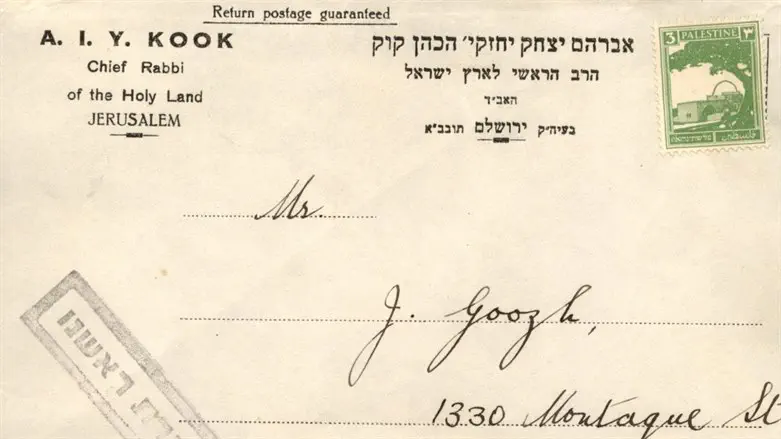 Return postage guaranteed
A. I. Y. KOOK
Chief Rabbi
of the Holy Land
JERUSALEM
אברהם יצחק יחזקי׳ הכהן קוק
הרב הראשי לארץ ישראל
האב״ד
בעיה״ק ירושלם תובב״א
3 PALESTINE ٣
Mr.
J. Goozh,
1330 Montague St